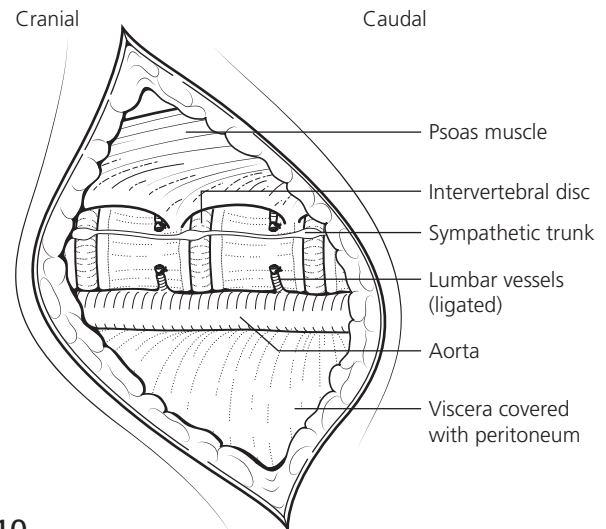 Cranial
Caudal
Psoas muscle
Intervertebral disc
Sympathetic trunk
Lumbar vessels
(ligated)
Aorta
Viscera covered
with peritoneum